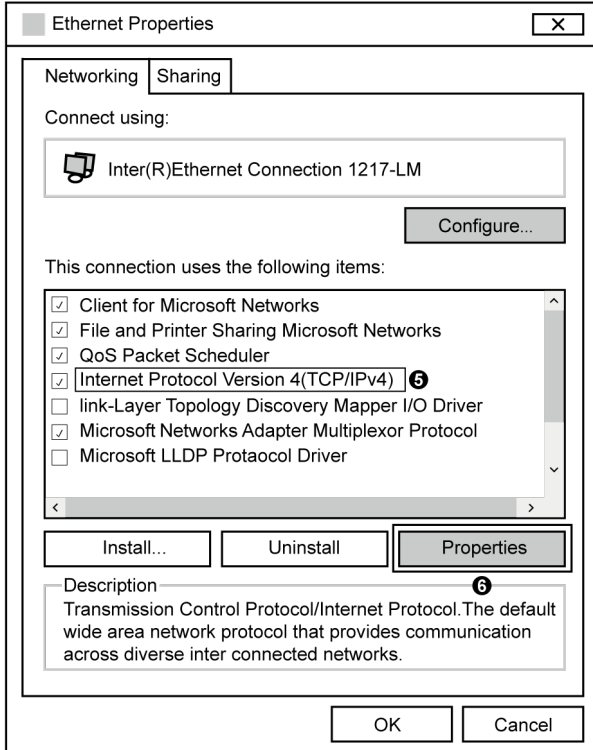 Ethernet Properties
Networking
Sharing
Connect using:
Inter(R)Ethernet Connection 1217-LM
Configure...
This connection uses the following items:
Client for Microsoft Networks
File and Printer Sharing Microsoft Networks
QoS Packet Scheduler
Internet Protocol Version 4(TCP/IPv4) ❺
link-Layer Topology Discovery Mapper I/O Driver
Microsoft Networks Adapter Multiplexor Protocol
Microsoft LLDP Protaocol Driver
Install...
Uninstall
Properties
❻
Description
Transmission Control Protocol/Internet Protocol.The default
wide area network protocol that provides communication
across diverse inter connected networks.
OK
Cancel